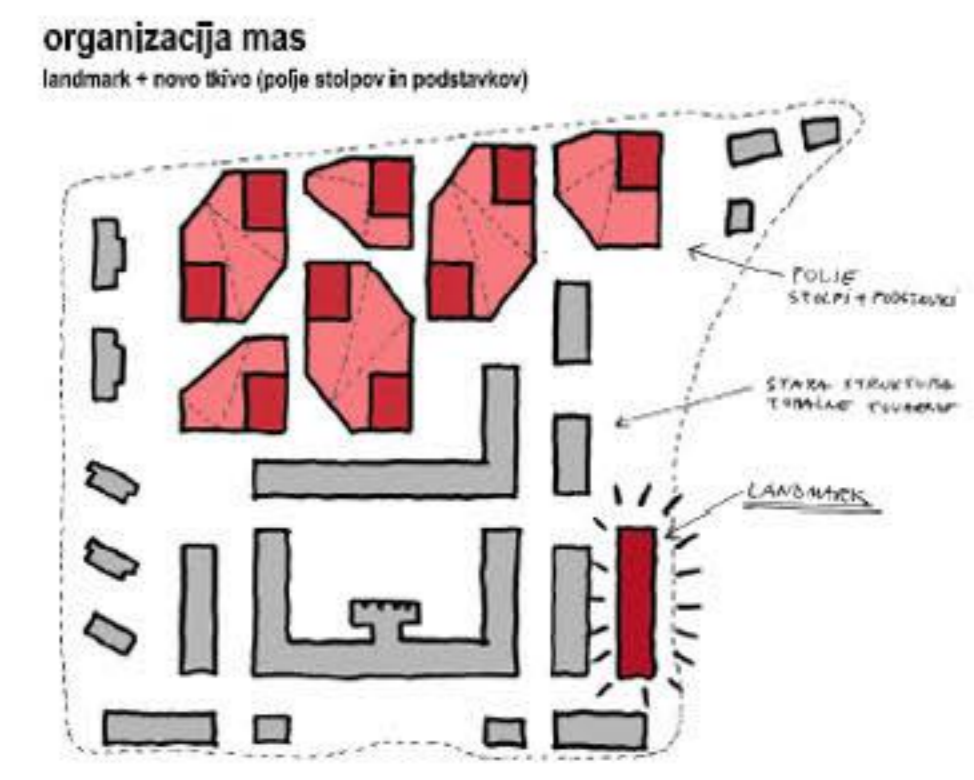 organizacija mas
landmark + novo tkivo (polje stolpov in podstavkov)
POLJE
STOLPI + PODSTAVKI
STARA STRUKTURA
LANDMARK